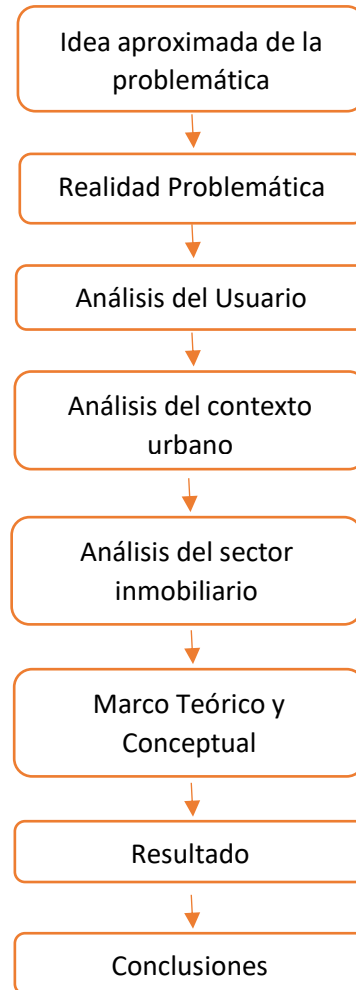 Idea aproximada de la
problemática
Realidad Problemática
Análisis del Usuario
Análisis del contexto
urbano
Análisis del sector
inmobiliario
Marco Teórico y
Conceptual
Resultado
Conclusiones